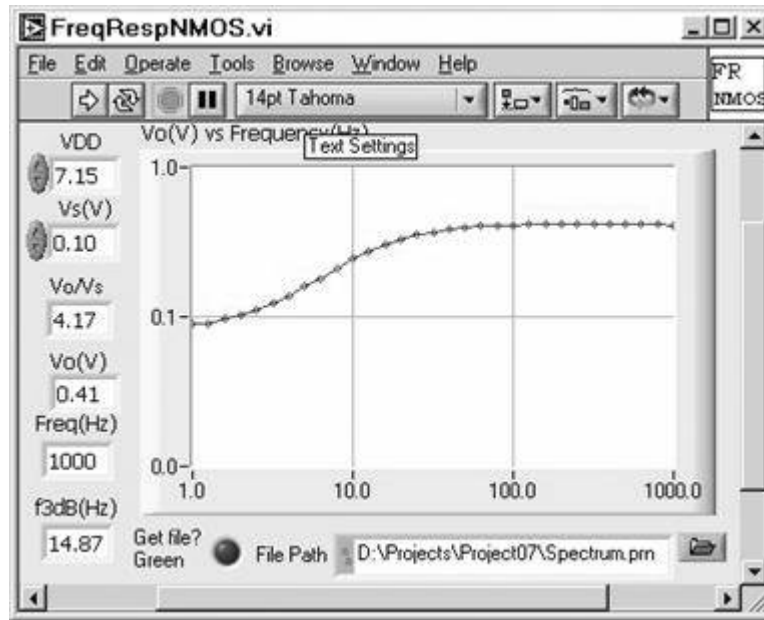 FreqRespNMOS.vi
File Edit Operate Tools Browse Window Help
FR
NMOS
14pt Tahoma
Vo(V) vs Frequency(Hz)
Text Settings
VDD
7.15
Vs(V)
0.10
Vo/Vs
4.17
Vo(V)
0.41
Freq(Hz)
1000
f3dB(Hz)
14.87
1.0
0.1
0.0
1.0 10.0 100.0 1000.0
Get file?
Green
File Path
D:\Projects\Project07\Spectrum.prn